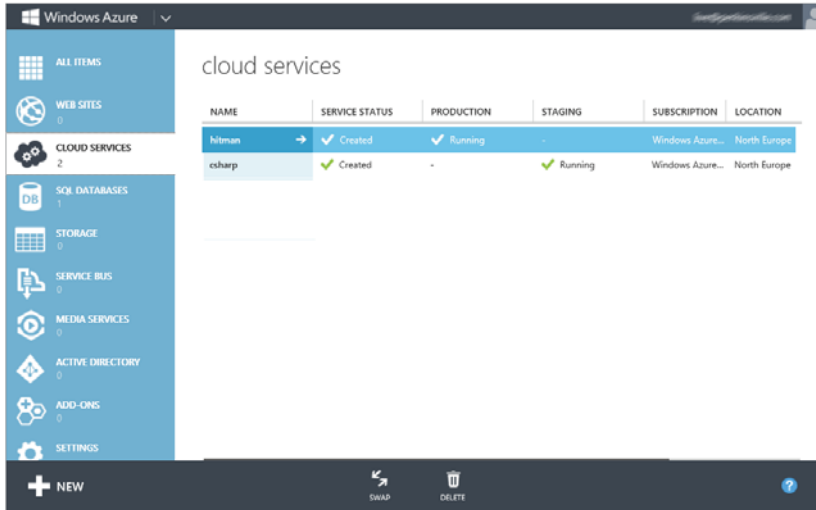 Windows Azure
ALL ITEMS
WEB SITES
0
CLOUD SERVICES
2
SQL DATABASES
1
STORAGE
0
SERVICE BUS
0
MEDIA SERVICES
0
ACTIVE DIRECTORY
0
ADD-ONS
0
SETTINGS
cloud services
NAME SERVICE STATUS PRODUCTION STAGING SUBSCRIPTION LOCATION
hitman Created Running - Windows Azure... North Europe
csharp Created - Running Windows Azure... North Europe
NEW
SWAP
DELETE
?
DB